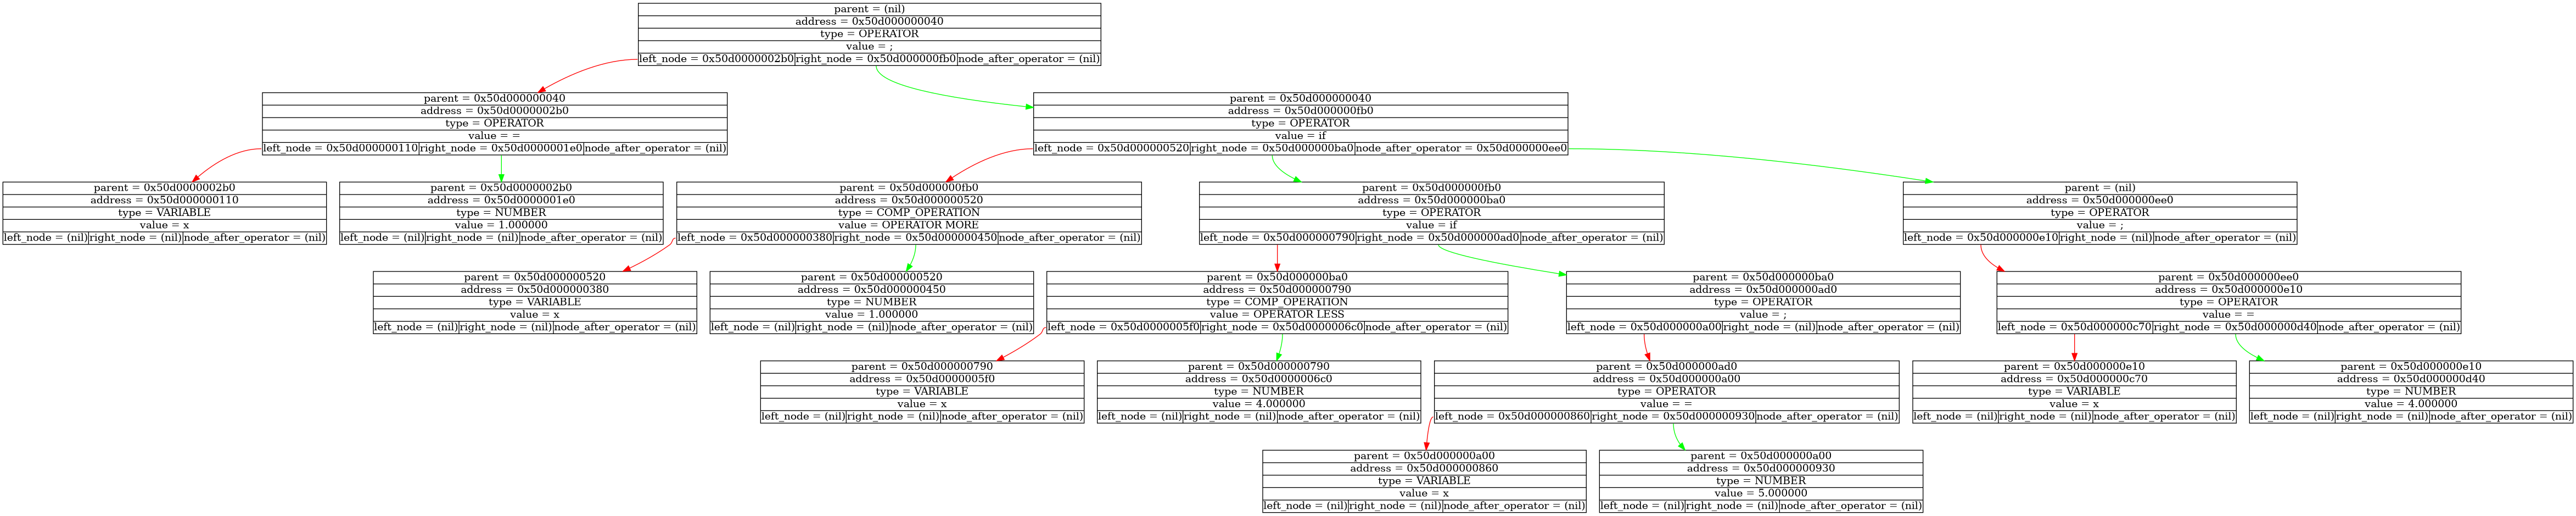 parent = (nil)
address = 0x50d000000040
type = OPERATOR
value = ;
left_node = 0x50d0000002b0 right_node = 0x50d000000fb0 node_after_operator = (nil)
parent = 0x50d000000040
address = 0x50d0000002b0
type = OPERATOR
value = =
left_node = 0x50d000000110 right_node = 0x50d0000001e0 node_after_operator = (nil)
parent = 0x50d000000040
address = 0x50d000000fb0
type = OPERATOR
value = if
left_node = 0x50d000000520 right_node = 0x50d000000ba0 node_after_operator = 0x50d000000ee0
parent = 0x50d0000002b0
address = 0x50d000000110
type = VARIABLE
value = x
left_node = (nil) right_node = (nil) node_after_operator = (nil)
parent = 0x50d0000002b0
address = 0x50d0000001e0
type = NUMBER
value = 1.000000
left_node = (nil) right_node = (nil) node_after_operator = (nil)
parent = 0x50d000000fb0
address = 0x50d000000520
type = COMP_OPERATION
value = OPERATOR MORE
left_node = 0x50d000000380 right_node = 0x50d000000450 node_after_operator = (nil)
parent = 0x50d000000fb0
address = 0x50d000000ba0
type = OPERATOR
value = if
left_node = 0x50d000000790 right_node = 0x50d000000ad0 node_after_operator = (nil)
parent = (nil)
address = 0x50d000000ee0
type = OPERATOR
value = ;
left_node = 0x50d000000e10 right_node = (nil) node_after_operator = (nil)
parent = 0x50d000000520
address = 0x50d000000380
type = VARIABLE
value = x
left_node = (nil) right_node = (nil) node_after_operator = (nil)
parent = 0x50d000000520
address = 0x50d000000450
type = NUMBER
value = 1.000000
left_node = (nil) right_node = (nil) node_after_operator = (nil)
parent = 0x50d000000ba0
address = 0x50d000000790
type = COMP_OPERATION
value = OPERATOR LESS
left_node = 0x50d0000005f0 right_node = 0x50d0000006c0 node_after_operator = (nil)
parent = 0x50d000000ba0
address = 0x50d000000ad0
type = OPERATOR
value = ;
left_node = 0x50d000000a00 right_node = (nil) node_after_operator = (nil)
parent = 0x50d000000ee0
address = 0x50d000000e10
type = OPERATOR
value = =
left_node = 0x50d000000c70 right_node = 0x50d000000d40 node_after_operator = (nil)
parent = 0x50d000000790
address = 0x50d0000005f0
type = VARIABLE
value = x
left_node = (nil) right_node = (nil) node_after_operator = (nil)
parent = 0x50d000000790
address = 0x50d0000006c0
type = NUMBER
value = 4.000000
left_node = (nil) right_node = (nil) node_after_operator = (nil)
parent = 0x50d000000ad0
address = 0x50d000000a00
type = OPERATOR
value = =
left_node = 0x50d000000860 right_node = 0x50d000000930 node_after_operator = (nil)
parent = 0x50d000000e10
address = 0x50d000000c70
type = VARIABLE
value = x
left_node = (nil) right_node = (nil) node_after_operator = (nil)
parent = 0x50d000000e10
address = 0x50d000000d40
type = NUMBER
value = 4.000000
left_node = (nil) right_node = (nil) node_after_operator = (nil)
parent = 0x50d000000a00
address = 0x50d000000860
type = VARIABLE
value = x
left_node = (nil) right_node = (nil) node_after_operator = (nil)
parent = 0x50d000000a00
address = 0x50d000000930
type = NUMBER
value = 5.000000
left_node = (nil) right_node = (nil) node_after_operator = (nil)